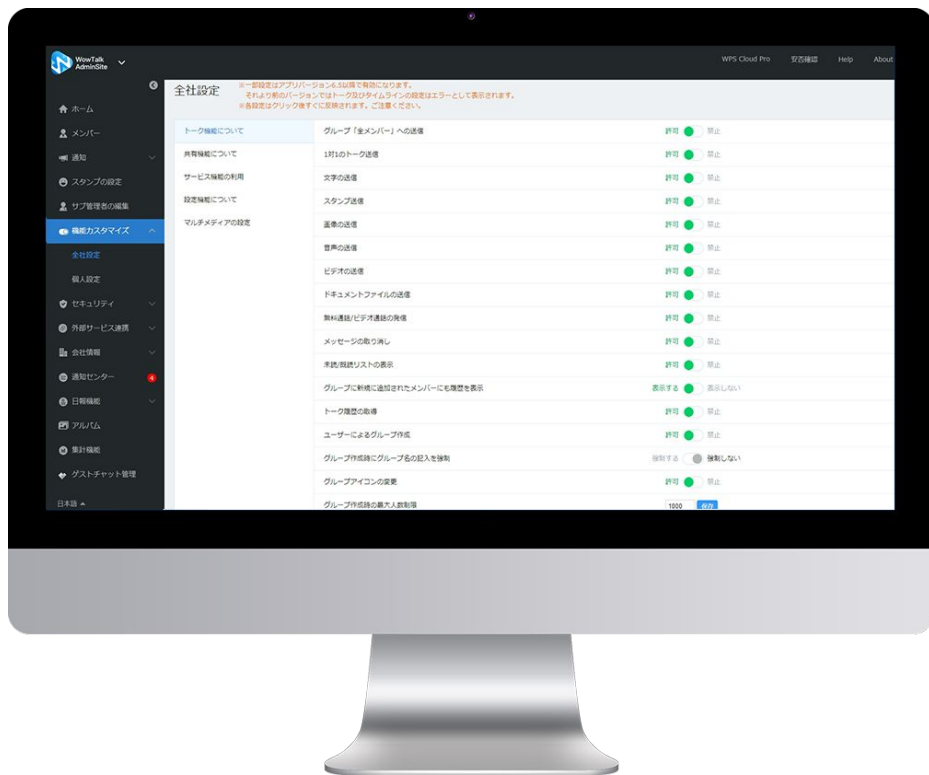 WowTalk
AdminSite
WPS Cloud Pro
安否確認
Help
About
ホーム
メンバー
通知
スタンプの設定
サブ管理者の編集
機能カスタマイズ
全社設定
個人設定
セキュリティ
外部サービス連携
会社情報
通知センター
4
日報機能
アルバム
集計機能
ゲストチャット管理
日本語
全社設定
※一部設定はアプリバージョン6.5以降で有効になります。
それより前のバージョンではトーク及びタイムラインの設定はエラーとして表示されます。
※各設定はクリック後すぐに反映されます。ご注意ください。
トーク機能について
共有機能について
サービス機能の利用
設定機能について
マルチメディアの設定
グループ「全メンバー」への送信 許可 禁止
1対1のトーク送信 許可 禁止
文字の送信 許可 禁止
スタンプ送信 許可 禁止
画像の送信 許可 禁止
音声の送信 許可 禁止
ビデオの送信 許可 禁止
ドキュメントファイルの送信 許可 禁止
無料通話/ビデオ通話の発信 許可 禁止
メッセージの取り消し 許可 禁止
未読/既読リストの表示 許可 禁止
グループに新規に追加されたメンバーにも履歴を表示 表示する 表示しない
トーク履歴の取得 許可 禁止
ユーザーによるグループ作成 許可 禁止
グループ作成時にグループ名の記入を強制 強制する 強制しない
グループアイコンの変更 許可 禁止
グループ作成時の最大人数制限 1000 保存